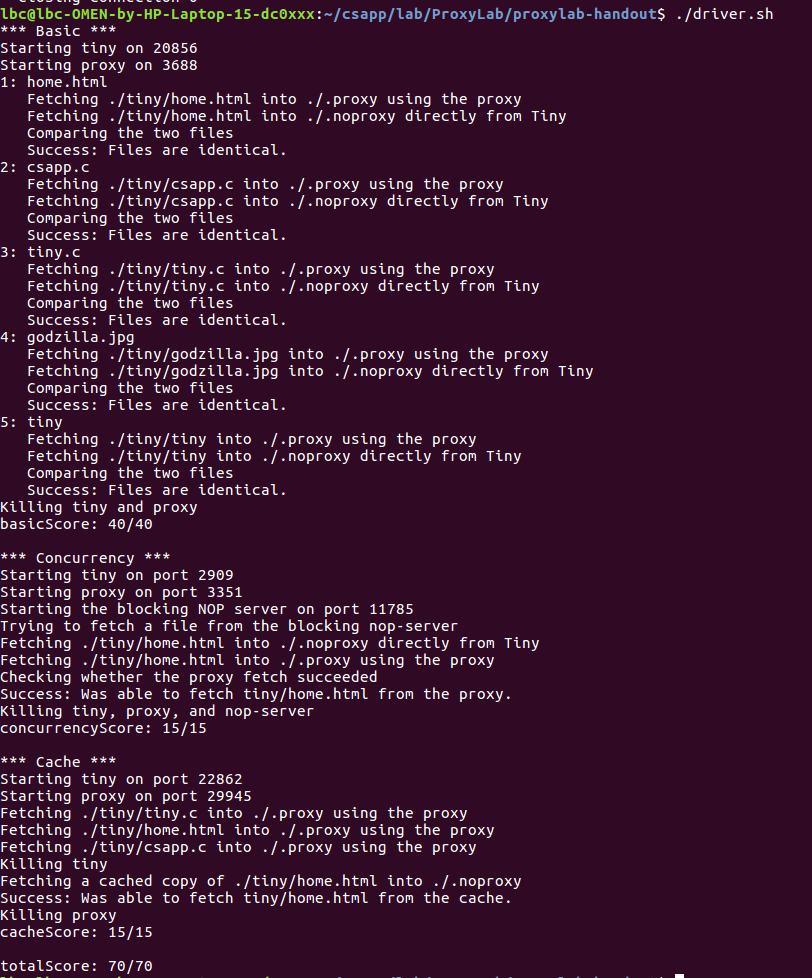 closing connection 0
lbc@lbc-OMEN-by-HP-Laptop-15-dc0xxx:~/csapp/lab/ProxyLab/proxylab-handout$ ./driver.sh
*** Basic ***
Starting tiny on 20856
Starting proxy on 3688
1: home.html
   Fetching ./tiny/home.html into ./.proxy using the proxy
   Fetching ./tiny/home.html into ./.noproxy directly from Tiny
   Comparing the two files
   Success: Files are identical.
2: csapp.c
   Fetching ./tiny/csapp.c into ./.proxy using the proxy
   Fetching ./tiny/csapp.c into ./.noproxy directly from Tiny
   Comparing the two files
   Success: Files are identical.
3: tiny.c
   Fetching ./tiny/tiny.c into ./.proxy using the proxy
   Fetching ./tiny/tiny.c into ./.noproxy directly from Tiny
   Comparing the two files
   Success: Files are identical.
4: godzilla.jpg
   Fetching ./tiny/godzilla.jpg into ./.proxy using the proxy
   Fetching ./tiny/godzilla.jpg into ./.noproxy directly from Tiny
   Comparing the two files
   Success: Files are identical.
5: tiny
   Fetching ./tiny/tiny into ./.proxy using the proxy
   Fetching ./tiny/tiny into ./.noproxy directly from Tiny
   Comparing the two files
   Success: Files are identical.
Killing tiny and proxy
basicScore: 40/40
*** Concurrency ***
Starting tiny on port 2909
Starting proxy on port 3351
Starting the blocking NOP server on port 11785
Trying to fetch a file from the blocking nop-server
Fetching ./tiny/home.html into ./.noproxy directly from Tiny
Fetching ./tiny/home.html into ./.proxy using the proxy
Checking whether the proxy fetch succeeded
Success: Was able to fetch tiny/home.html from the proxy.
Killing tiny, proxy, and nop-server
concurrencyScore: 15/15
*** Cache ***
Starting tiny on port 22862
Starting proxy on port 29945
Fetching ./tiny/tiny.c into ./.proxy using the proxy
Fetching ./tiny/home.html into ./.proxy using the proxy
Fetching ./tiny/csapp.c into ./.proxy using the proxy
Killing tiny
Fetching a cached copy of ./tiny/home.html into ./.noproxy
Success: Was able to fetch tiny/home.html from the cache.
Killing proxy
cacheScore: 15/15
totalScore: 70/70